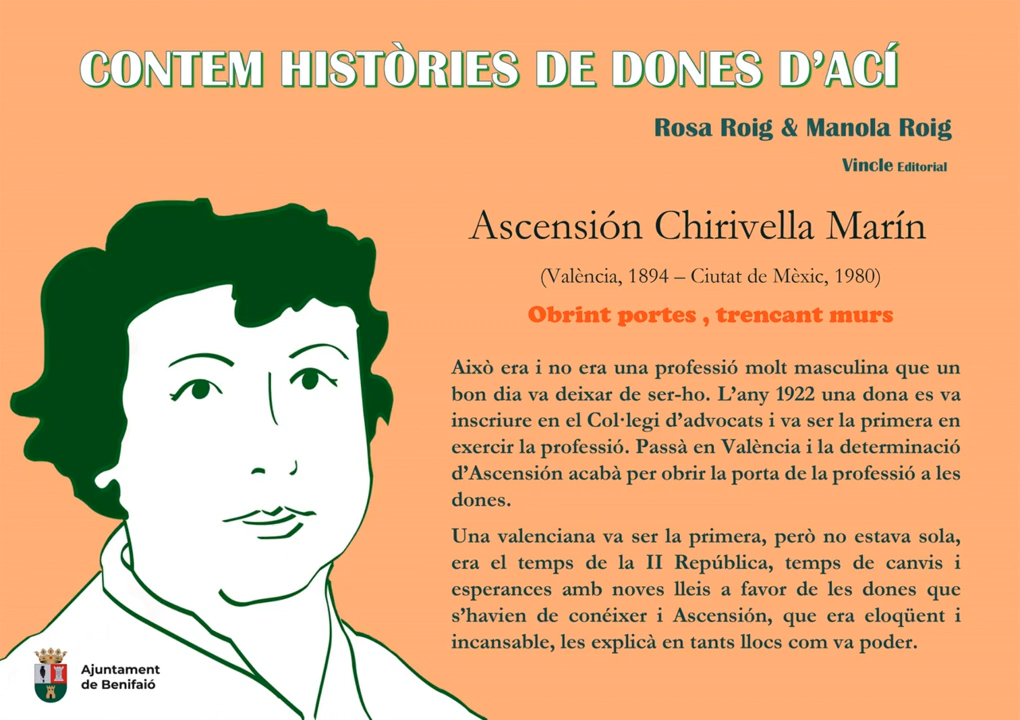 CONTEM HISTÒRIES DE DONES D'ACÍ
Rosa Roig & Manola Roig
Vincle Editorial
Ascensión Chirivella Marín
(València, 1894 – Ciutat de Mèxic, 1980)
Obrint portes , trencant murs
Això era i no era una professió molt masculina que un
bon dia va deixar de ser-ho. L'any 1922 una dona es va
inscriure en el Col·legi d'advocats i va ser la primera en
exercir la professió. Passà en València i la determinació
d'Ascensión acabà per obrir la porta de la professió a les
dones.
Una valenciana va ser la primera, però no estava sola,
era el temps de la II República, temps de canvis i
esperances amb noves lleis a favor de les dones que
s'havien de conéixer i Ascensión, que era eloqüent i
incansable, les explicà en tants llocs com va poder.
Ajuntament
de Benifaió